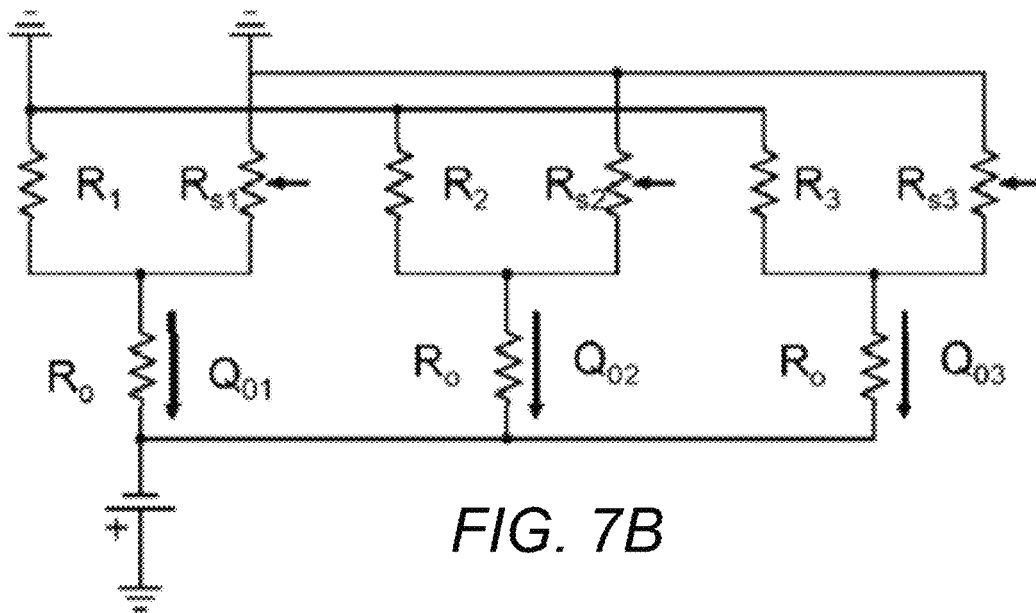 R1 Rs1 R2 Rs2 R3 Rs3
Ro Q01 Ro Q02 Ro Q03
+
FIG. 7B